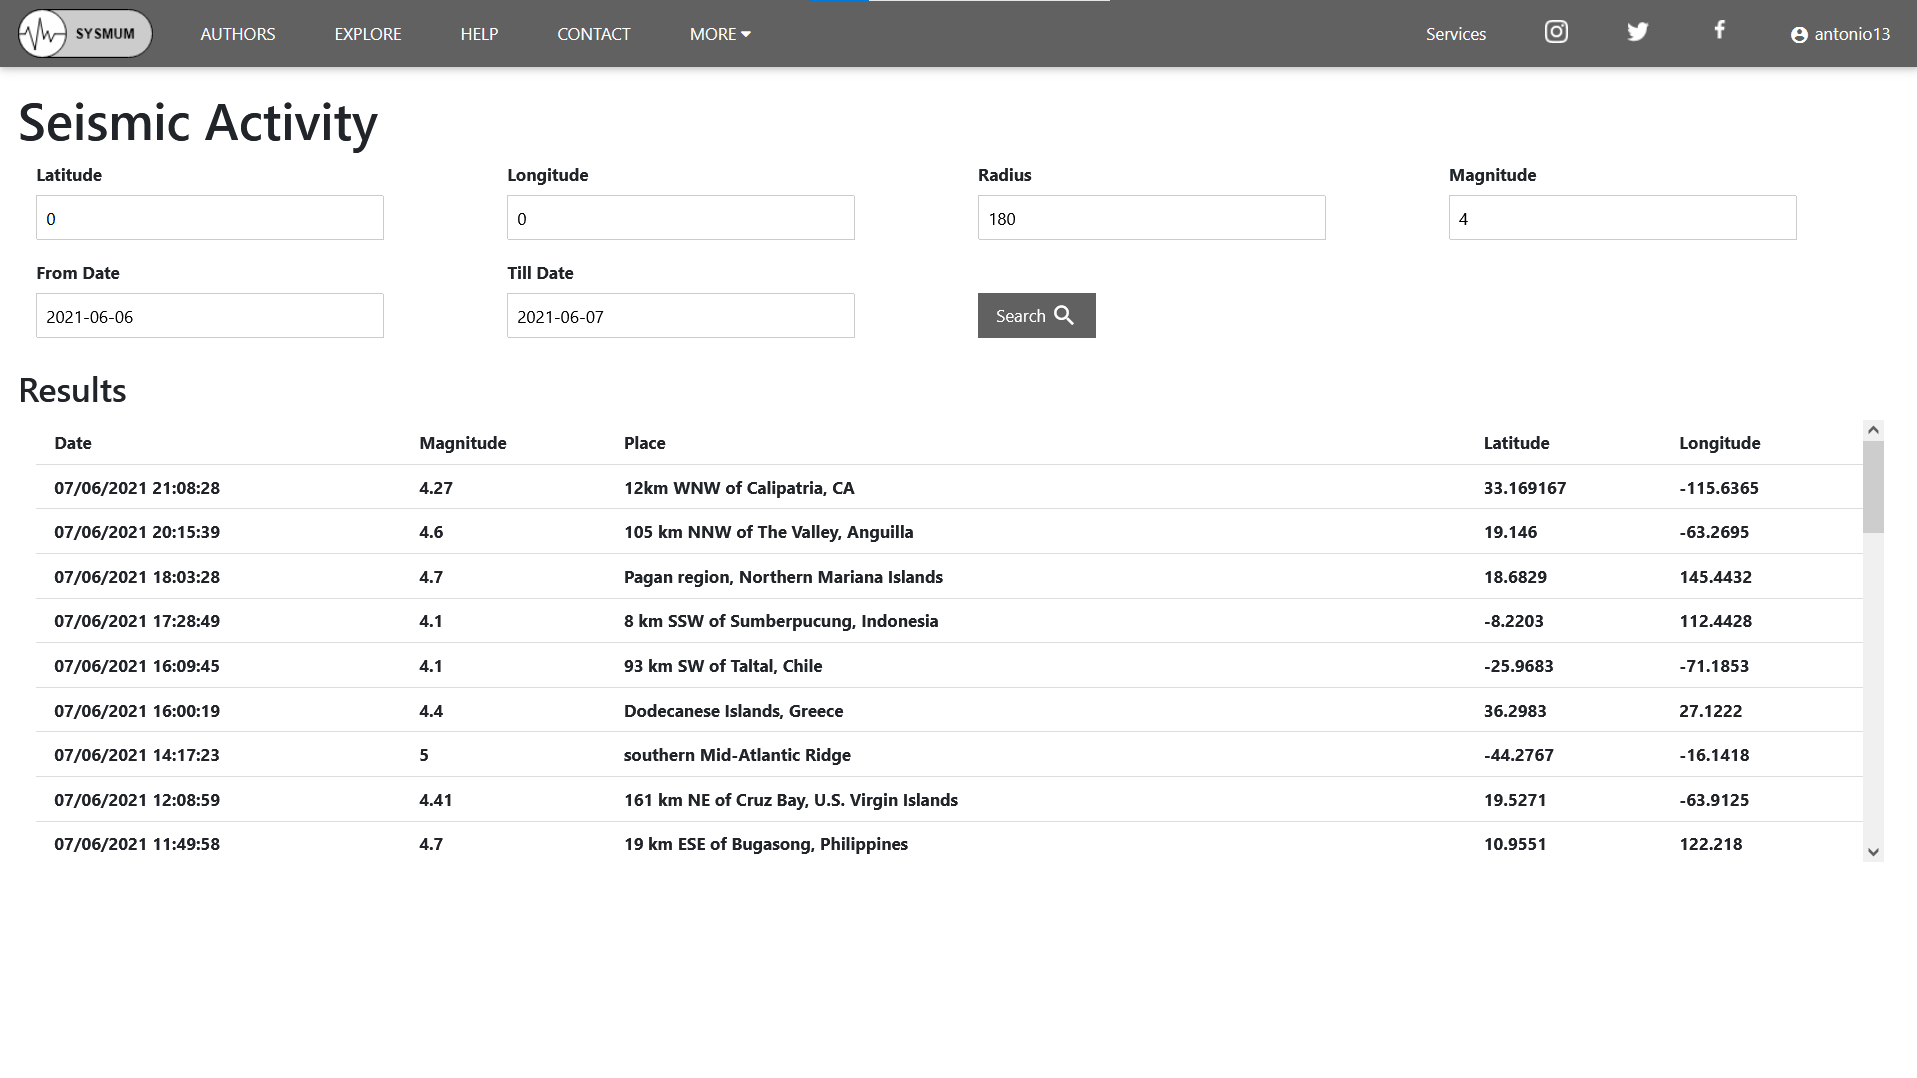 SYSMUM AUTHORS EXPLORE HELP CONTACT MORE Services antonio13
Seismic Activity
Latitude Longitude Radius Magnitude
0 0 180 4
From Date Till Date
2021-06-06 2021-06-07 Search
Results
Date Magnitude Place Latitude Longitude
07/06/2021 21:08:28 4.27 12km WNW of Calipatria, CA 33.169167 -115.6365
07/06/2021 20:15:39 4.6 105 km NNW of The Valley, Anguilla 19.146 -63.2695
07/06/2021 18:03:28 4.7 Pagan region, Northern Mariana Islands 18.6829 145.4432
07/06/2021 17:28:49 4.1 8 km SSW of Sumberpucung, Indonesia -8.2203 112.4428
07/06/2021 16:09:45 4.1 93 km SW of Taltal, Chile -25.9683 -71.1853
07/06/2021 16:00:19 4.4 Dodecanese Islands, Greece 36.2983 27.1222
07/06/2021 14:17:23 5 southern Mid-Atlantic Ridge -44.2767 -16.1418
07/06/2021 12:08:59 4.41 161 km NE of Cruz Bay, U.S. Virgin Islands 19.5271 -63.9125
07/06/2021 11:49:58 4.7 19 km ESE of Bugasong, Philippines 10.9551 122.218